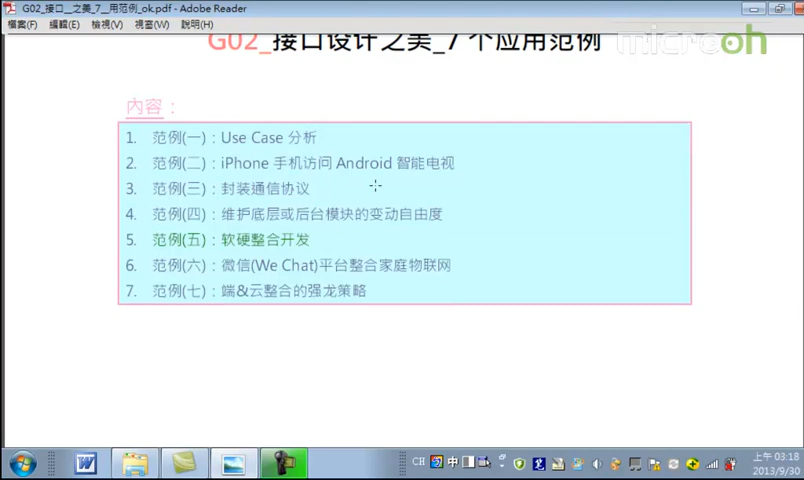 G02_接口__之美_7__用范例_ok.pdf - Adobe Reader
檔案(F) 編輯(E) 檢視(V) 視窗(W) 說明(H)
G02_接口设计之美_7 个应用范例
microoh
內容：
1. 范例(一)：Use Case 分析
2. 范例(二)：iPhone 手机访问 Android 智能电视
3. 范例(三)：封装通信协议
4. 范例(四)：维护底层或后台模块的变动自由度
5. 范例(五)：软硬整合开发
6. 范例(六)：微信(We Chat)平台整合家庭物联网
7. 范例(七)：端&云整合的强龙策略
CH 中
上午 03:18
2013/9/30